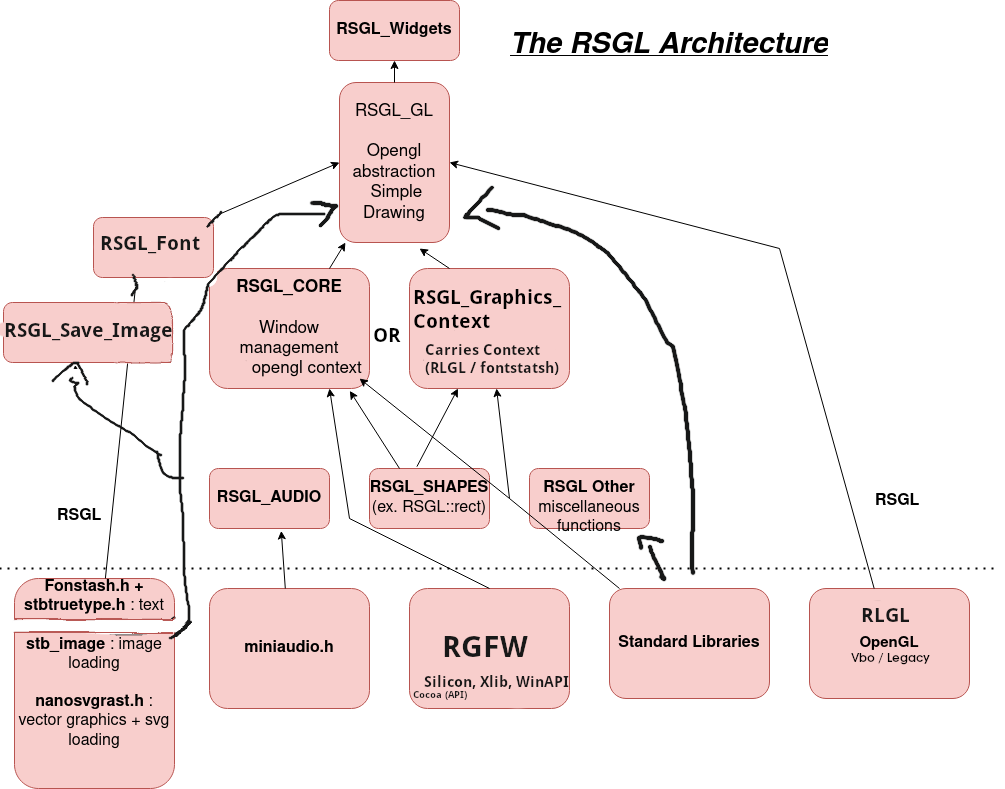 RSGL_Widgets
The RSGL Architecture
RSGL_GL
Opengl
abstraction
Simple
Drawing
RSGL_Font
RSGL_Save_Image
RSGL_CORE
Window
management
opengl context
OR
RSGL_Graphics_
Context
Carries Context
(RLGL / fontstatsh)
RSGL_AUDIO
RSGL_SHAPES
(ex. RSGL::rect)
RSGL Other
miscellaneous
functions
RSGL
RSGL
Fonstash.h +
stbtruetype.h : text
stb_image : image
loading
nanosvgrast.h :
vector graphics + svg
loading
miniaudio.h
RGFW
Silicon, Xlib, WinAPI
Cocoa (API)
Standard Libraries
RLGL
OpenGL
Vbo / Legacy